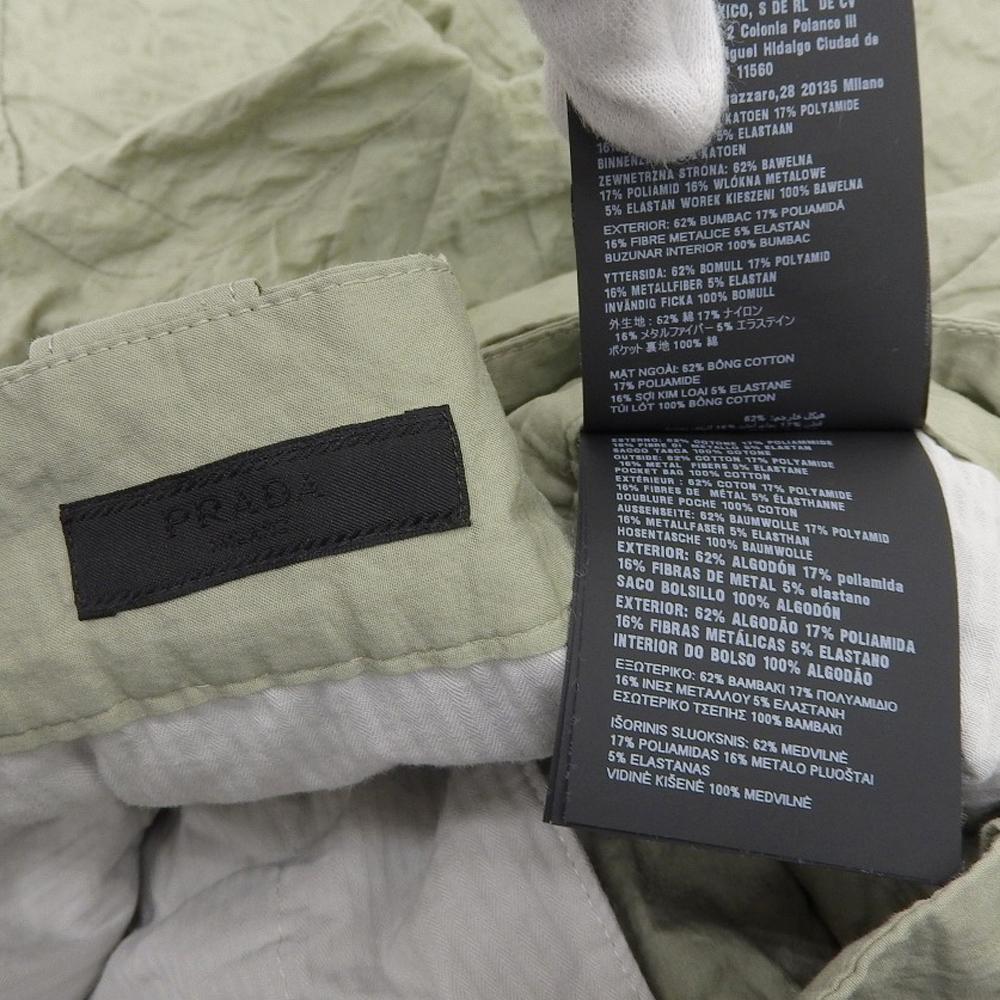 PRADA
ICO, S DE RL DE CV
2 Colonia Polanco III
guel Hidalgo Ciudad de
11560
azzaro,28 20135 Milano
KATOEN 17% POLYAMIDE
5% ELASTAAN
KATOEN
ZEWNĘTRZNA STRONA: 62% BAWEŁNA
17% POLIAMID 16% WŁÓKNA METALOWE
5% ELASTAN WOREK KIESZENI 100% BAWEŁNA
EXTERIOR: 62% BUMBAC 17% POLIAMIDĂ
16% FIBRE METALICE 5% ELASTAN
BUZUNAR INTERIOR 100% BUMBAC
YTTERSIDA: 62% BOMULL 17% POLYAMID
16% METALLFIBER 5% ELASTAN
INVÄNDIG FICKA 100% BOMULL
外生地 : 62% 綿 17% ナイロン
16% メタルファイバー 5% エラステイン
ポケット裏地 100% 綿
MẶT NGOÀI: 62% BÔNG COTTON
17% POLIAMIDE
16% SỢI KIM LOẠI 5% ELASTANE
TÚI LÓT 100% BÔNG COTTON
ESTERNO: 62% COTONE 17% POLIAMMIDE
16% FIBRE DI METALLO 5% ELASTANE
SACCO TASCA 100% COTONE
OUTSIDE: 62% COTTON 17% POLYAMIDE
16% METAL FIBERS 5% ELASTANE
POCKET BAG 100% COTTON
EXTÉRIEUR : 62% COTON 17% POLYAMIDE
16% FIBRES DE MÉTAL 5% ÉLASTHANNE
DOUBLURE POCHE 100% COTON
AUSSENSEITE: 62% BAUMWOLLE 17% POLYAMID
16% METALLFASER 5% ELASTHAN
HOSENTASCHE 100% BAUMWOLLE
EXTERIOR: 62% ALGODÓN 17% poliamida
16% FIBRAS DE METAL 5% elastano
SACO BOLSILLO 100% ALGODÓN
EXTERIOR: 62% ALGODÃO 17% POLIAMIDA
16% FIBRAS METÁLICAS 5% ELASTANO
INTERIOR DO BOLSO 100% ALGODÃO
ΕΞΩΤΕΡΙΚΟ: 62% ΒΑΜΒΑΚΙ 17% ΠΟΛΥΑΜΙΔΙΟ
16% ΙΝΕΣ ΜΕΤΑΛΛΟΥ 5% ΕΛΑΣΤΑΝΗ
ΕΣΩΤΕΡΙΚΟ ΤΣΕΠΗΣ 100% ΒΑΜΒΑΚΙ
IŠORINIS SLUOKSNIS: 62% MEDVILNĖ
17% POLIAMIDAS 16% METALO PLUOŠTAI
5% ELASTANAS
VIDINĖ KIŠENĖ 100% MEDVILNĖ